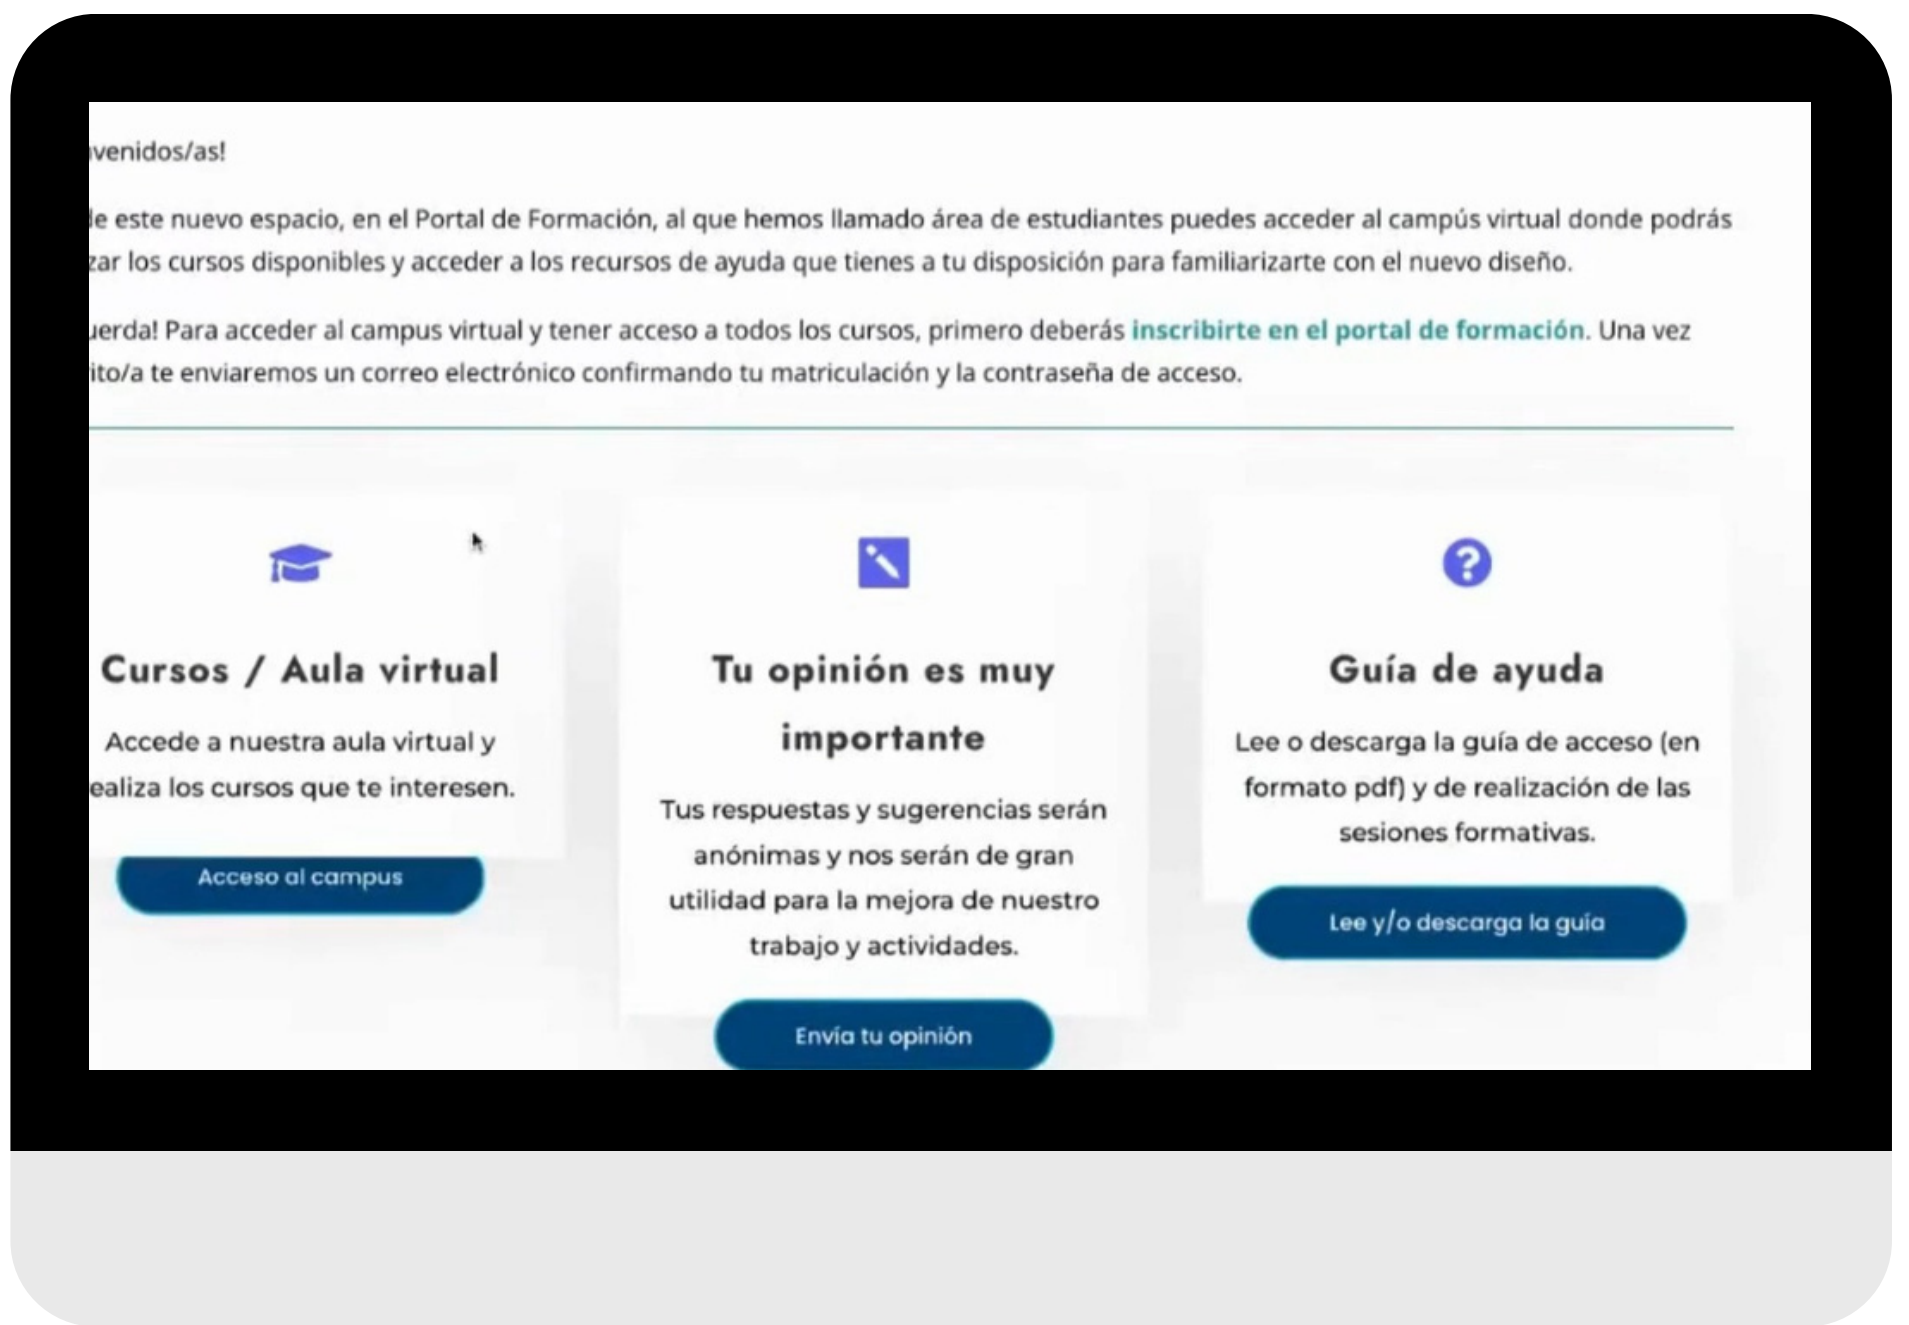 venidos/as!
de este nuevo espacio, en el Portal de Formación, al que hemos llamado área de estudiantes puedes acceder al campús virtual donde podrás
zar los cursos disponibles y acceder a los recursos de ayuda que tienes a tu disposición para familiarizarte con el nuevo diseño.
uerda! Para acceder al campus virtual y tener acceso a todos los cursos, primero deberás inscribirte en el portal de formación. Una vez
ito/a te enviaremos un correo electrónico confirmando tu matriculación y la contraseña de acceso.
Cursos / Aula virtual
Accede a nuestra aula virtual y
ealiza los cursos que te interesen.
Acceso al campus
Tu opinión es muy
importante
Tus respuestas y sugerencias serán
anónimas y nos serán de gran
utilidad para la mejora de nuestro
trabajo y actividades.
Envía tu opinión
Guía de ayuda
Lee o descarga la guía de acceso (en
formato pdf) y de realización de las
sesiones formativas.
Lee y/o descarga la guía